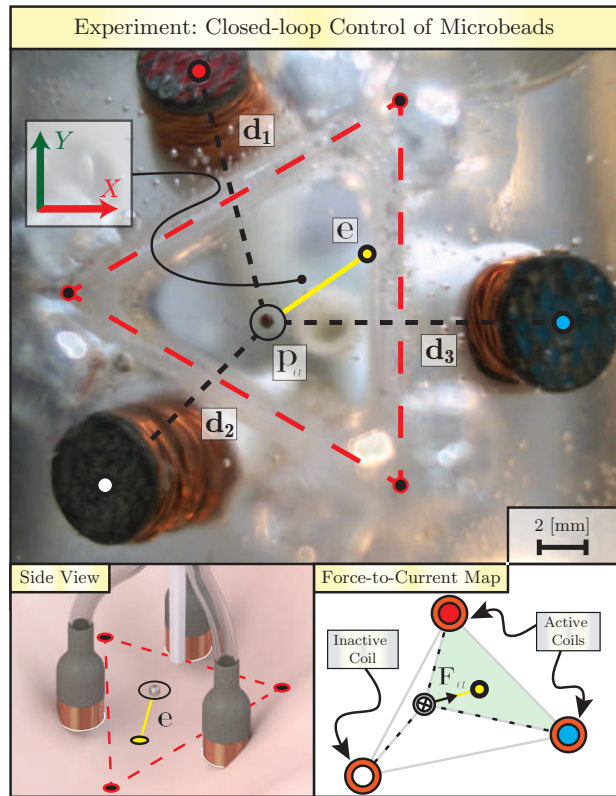 Experiment: Closed-loop Control of Microbeads
d1
Y
X
e
pa
d3
d2
2 [mm]
Side View
Force-to-Current Map
Inactive
Coil
Active
Coils
Fa
e